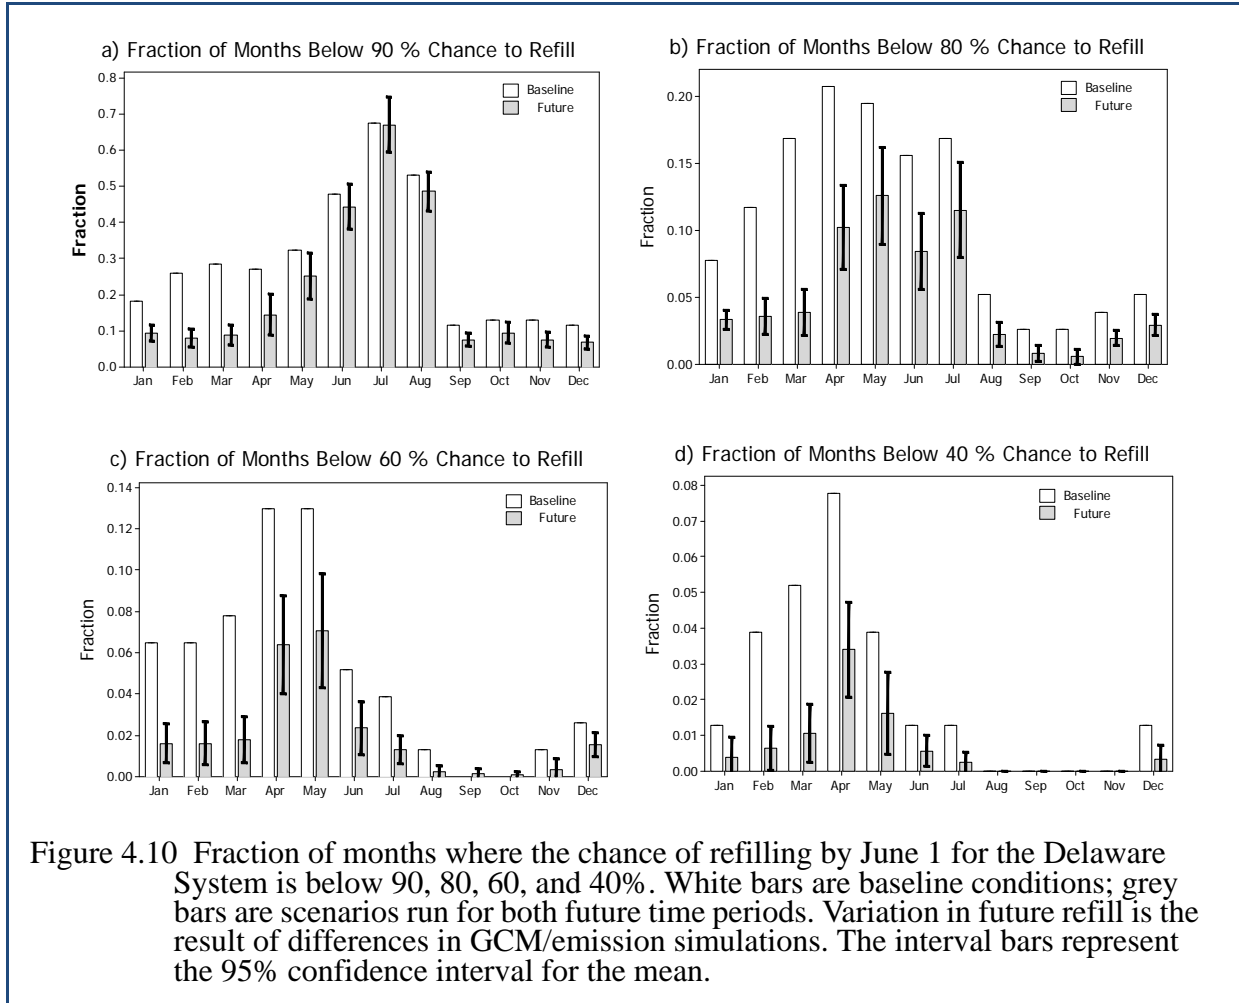 a) Fraction of Months Below 90 % Chance to Refill
0.8
0.7
0.6
0.5
0.4
0.3
0.2
0.1
0.0
Fraction
Baseline
Future
Jan Feb Mar Apr May Jun Jul Aug Sep Oct Nov Dec
b) Fraction of Months Below 80 % Chance to Refill
0.20
0.15
0.10
0.05
0.00
Fraction
Baseline
Future
Jan Feb Mar Apr May Jun Jul Aug Sep Oct Nov Dec
c) Fraction of Months Below 60 % Chance to Refill
0.14
0.12
0.10
0.08
0.06
0.04
0.02
0.00
Fraction
Baseline
Future
Jan Feb Mar Apr May Jun Jul Aug Sep Oct Nov Dec
d) Fraction of Months Below 40 % Chance to Refill
0.08
0.07
0.06
0.05
0.04
0.03
0.02
0.01
0.00
Fraction
Baseline
Future
Jan Feb Mar Apr May Jun Jul Aug Sep Oct Nov Dec
Figure 4.10 Fraction of months where the chance of refilling by June 1 for the Delaware
System is below 90, 80, 60, and 40%. White bars are baseline conditions; grey
bars are scenarios run for both future time periods. Variation in future refill is the
result of differences in GCM/emission simulations. The interval bars represent
the 95% confidence interval for the mean.